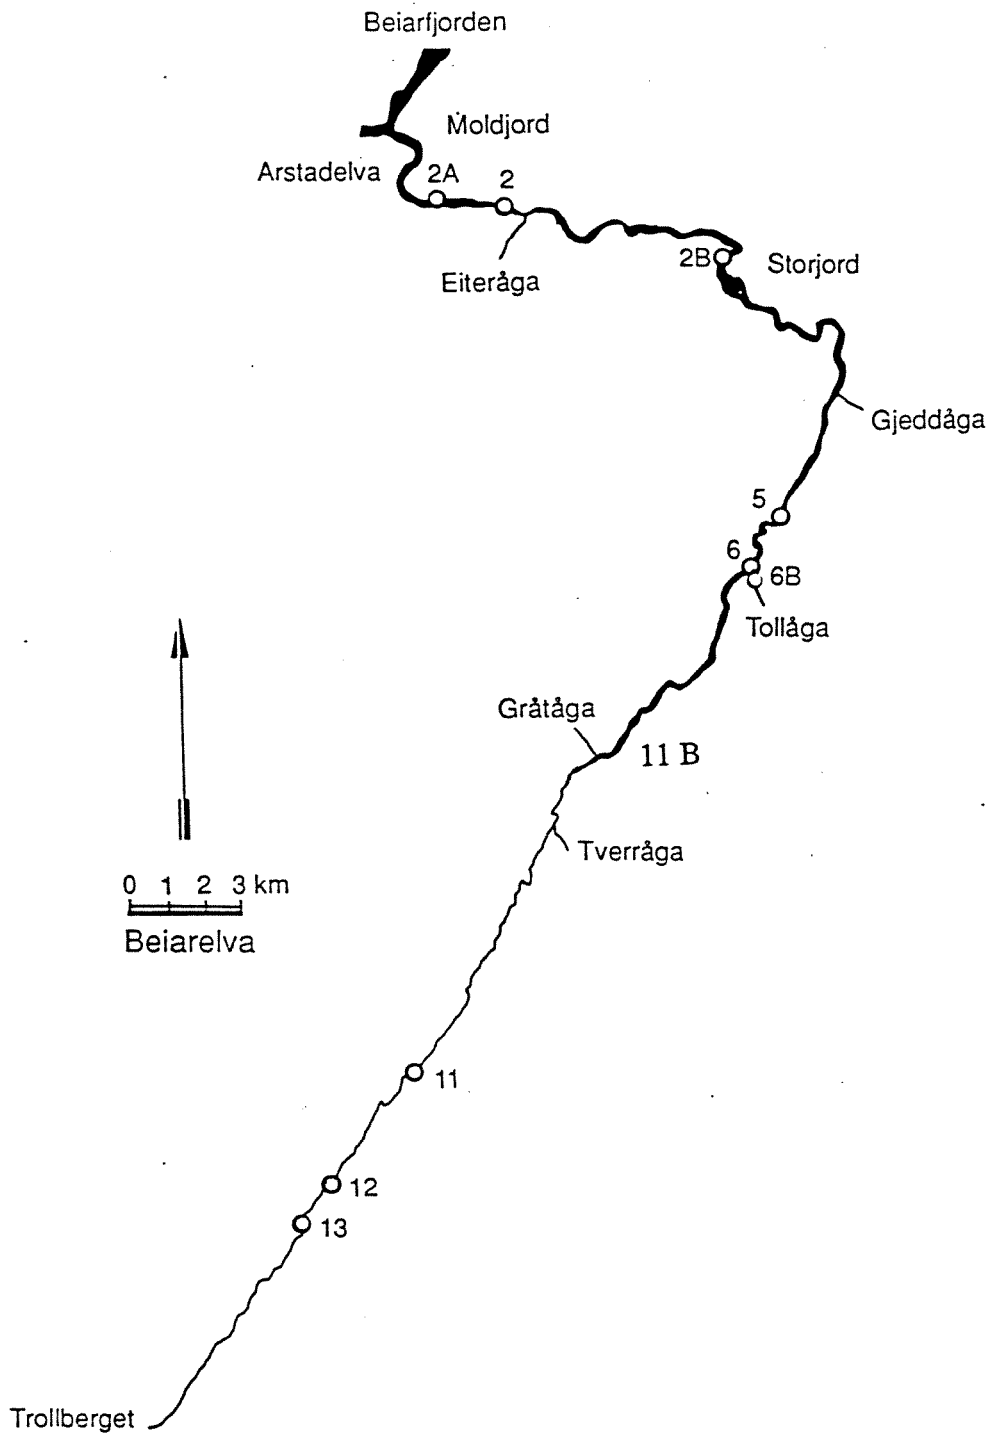 Beiarfjorden
Moldjord
Arstadelva
2A
2
2B
Storjord
Eiteråga
Gjeddåga
5
6
6B
Tollåga
Gråtåga
11 B
Tverråga
0 1 2 3 km
Beiarelva
11
12
13
Trollberget